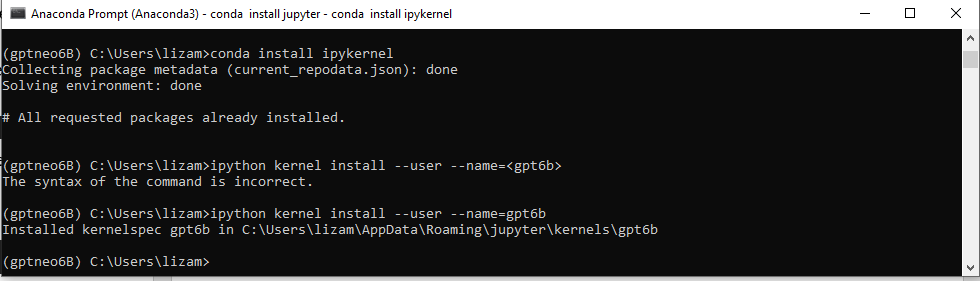 Anaconda Prompt (Anaconda3) - conda  install jupyter - conda  install ipykernel
(gptneo6B) C:\Users\lizam>conda install ipykernel
Collecting package metadata (current_repodata.json): done
Solving environment: done
# All requested packages already installed.
(gptneo6B) C:\Users\lizam>ipython kernel install --user --name=<gpt6b>
The syntax of the command is incorrect.
(gptneo6B) C:\Users\lizam>ipython kernel install --user --name=gpt6b
Installed kernelspec gpt6b in C:\Users\lizam\AppData\Roaming\jupyter\kernels\gpt6b
(gptneo6B) C:\Users\lizam>